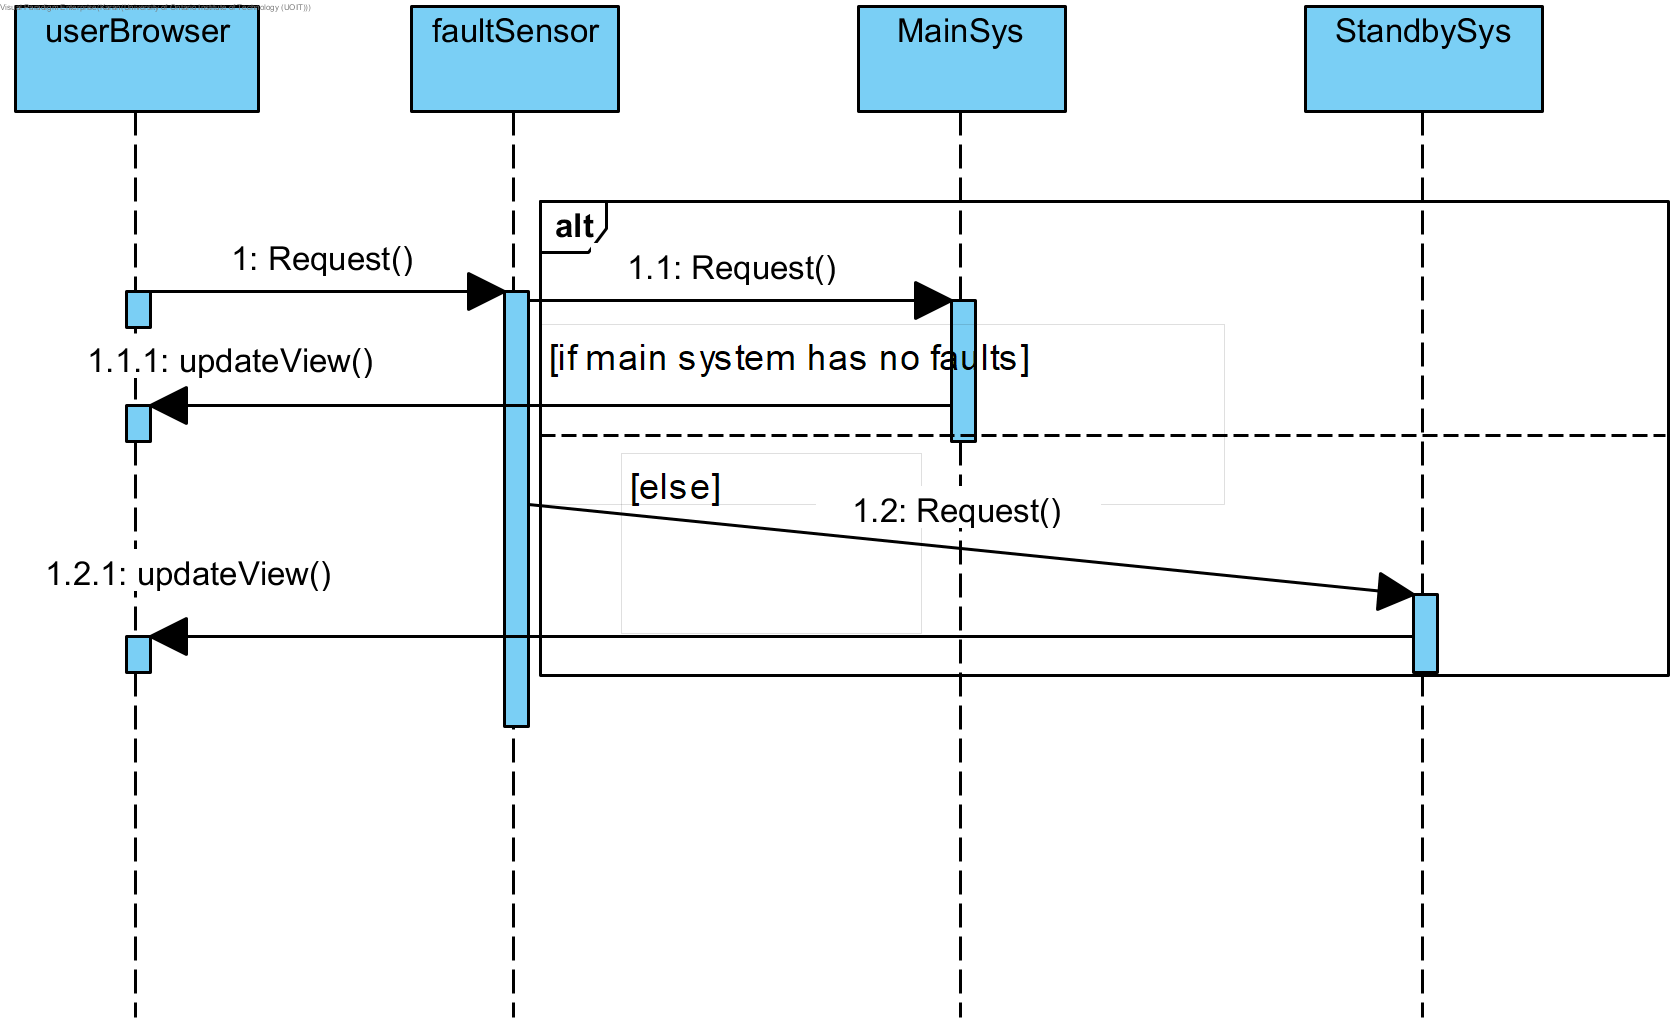 userBrowser
faultSensor
MainSys
StandbySys
alt
1: Request()
1.1: Request()
[if main system has no faults]
1.1.1: updateView()
[else]
1.2: Request()
1.2.1: updateView()